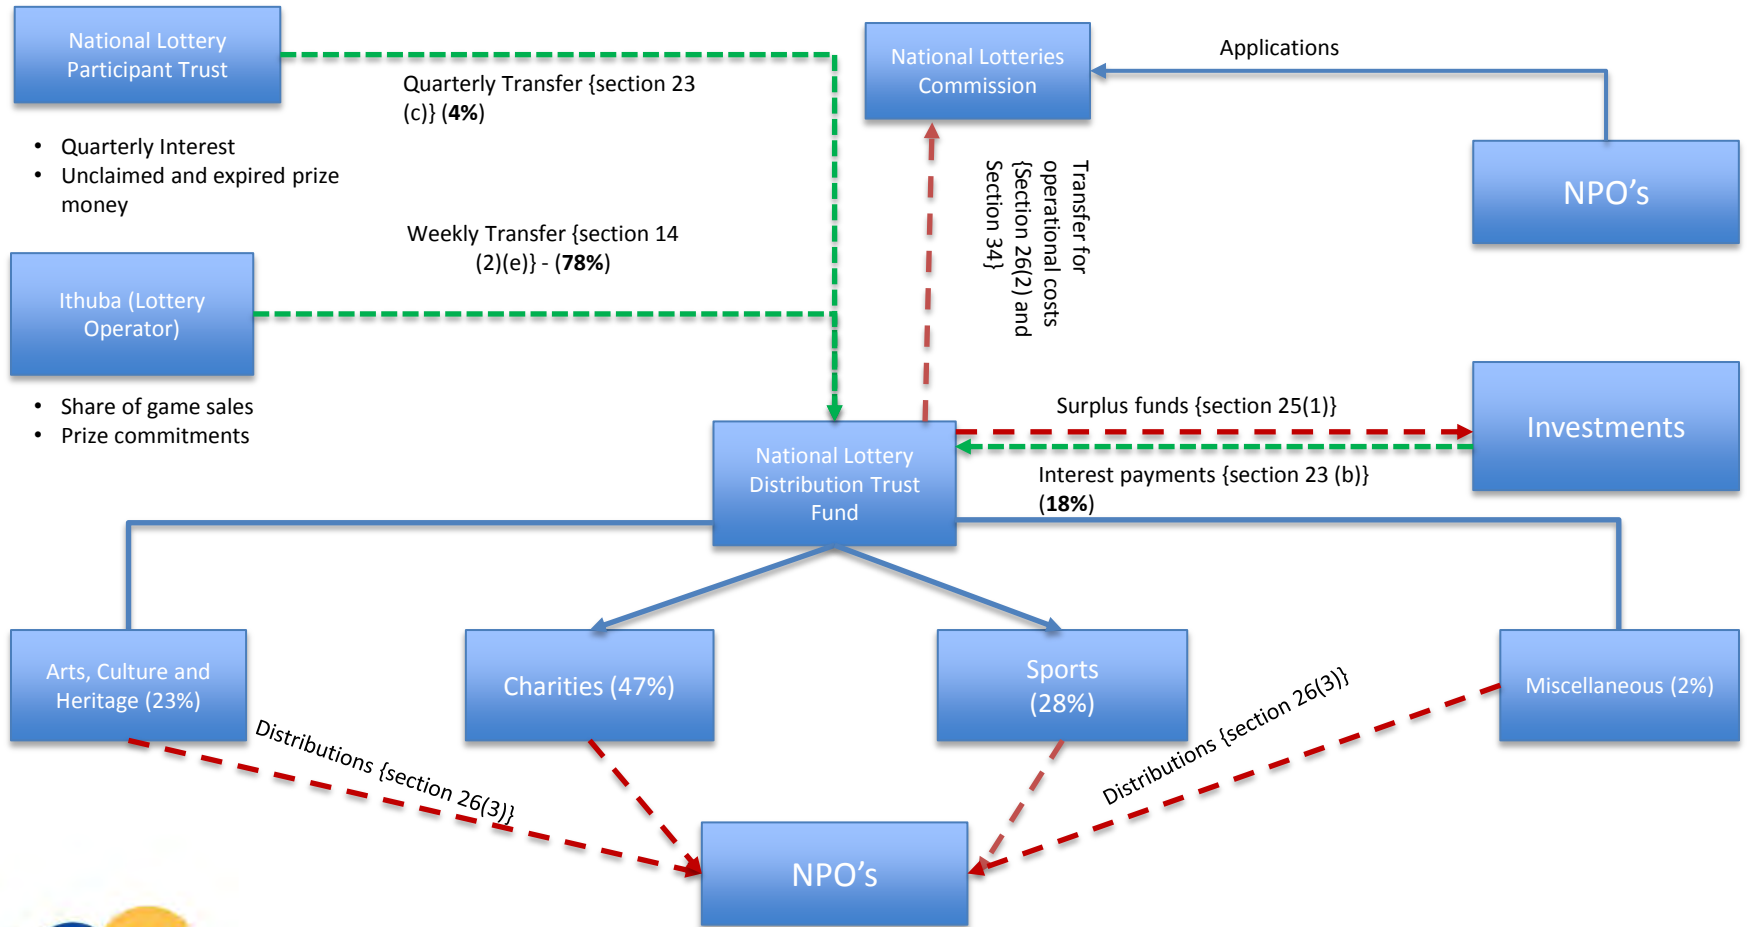 National Lottery
Participant Trust
Quarterly Transfer {section 23
(c)} (4%)
• Quarterly Interest
• Unclaimed and expired prize
money
National Lotteries
Commission
Applications
NPO’s
Weekly Transfer {section 14
(2)(e)} - (78%)
Ithuba (Lottery
Operator)
• Share of game sales
• Prize commitments
Transfer for
operational costs
{Section 26(2) and
Section 34}
Surplus funds {section 25(1)}
Investments
Interest payments {section 23 (b)}
(18%)
National Lottery
Distribution Trust
Fund
Arts, Culture and
Heritage (23%)
Charities (47%)
Sports
(28%)
Miscellaneous (2%)
Distributions {section 26(3)}
Distributions {section 26(3)}
NPO’s